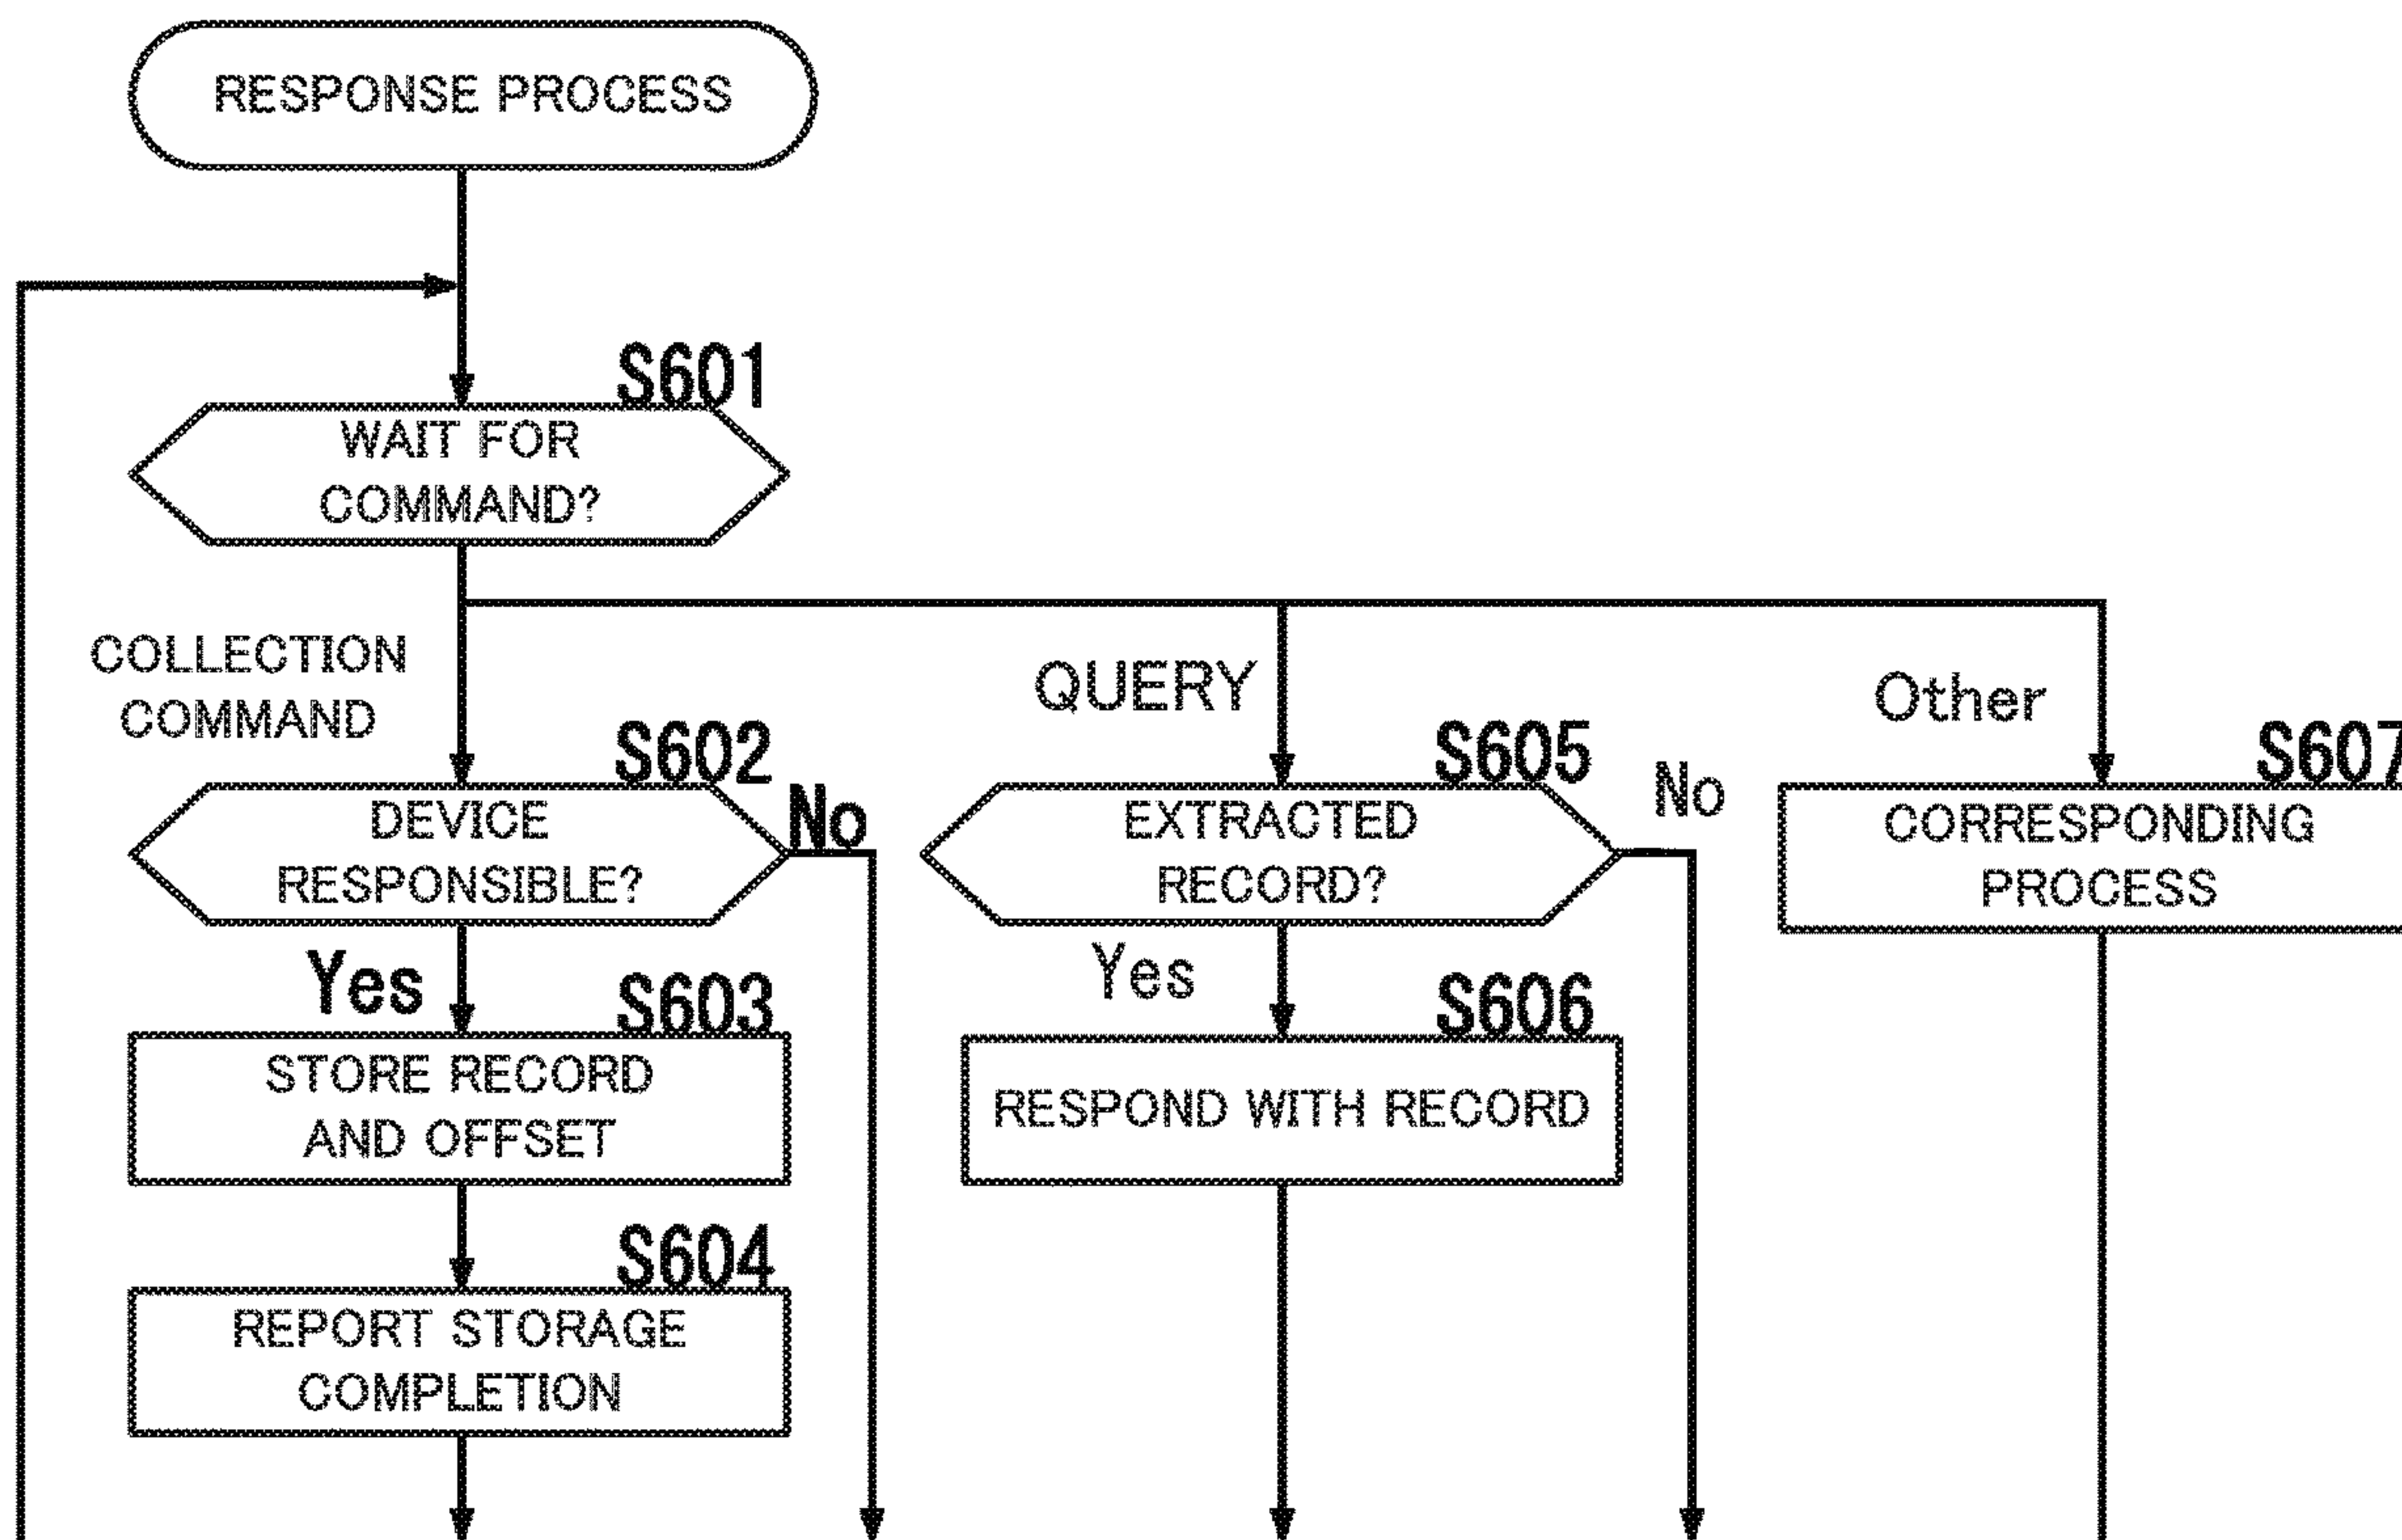 RESPONSE PROCESS
S601
WAIT FOR
COMMAND?
COLLECTION
COMMAND
QUERY
Other
S602
DEVICE
RESPONSIBLE?
No
Yes
S603
STORE RECORD
AND OFFSET
S604
REPORT STORAGE
COMPLETION
S605
EXTRACTED
RECORD?
No
Yes
S606
RESPOND WITH RECORD
S607
CORRESPONDING
PROCESS